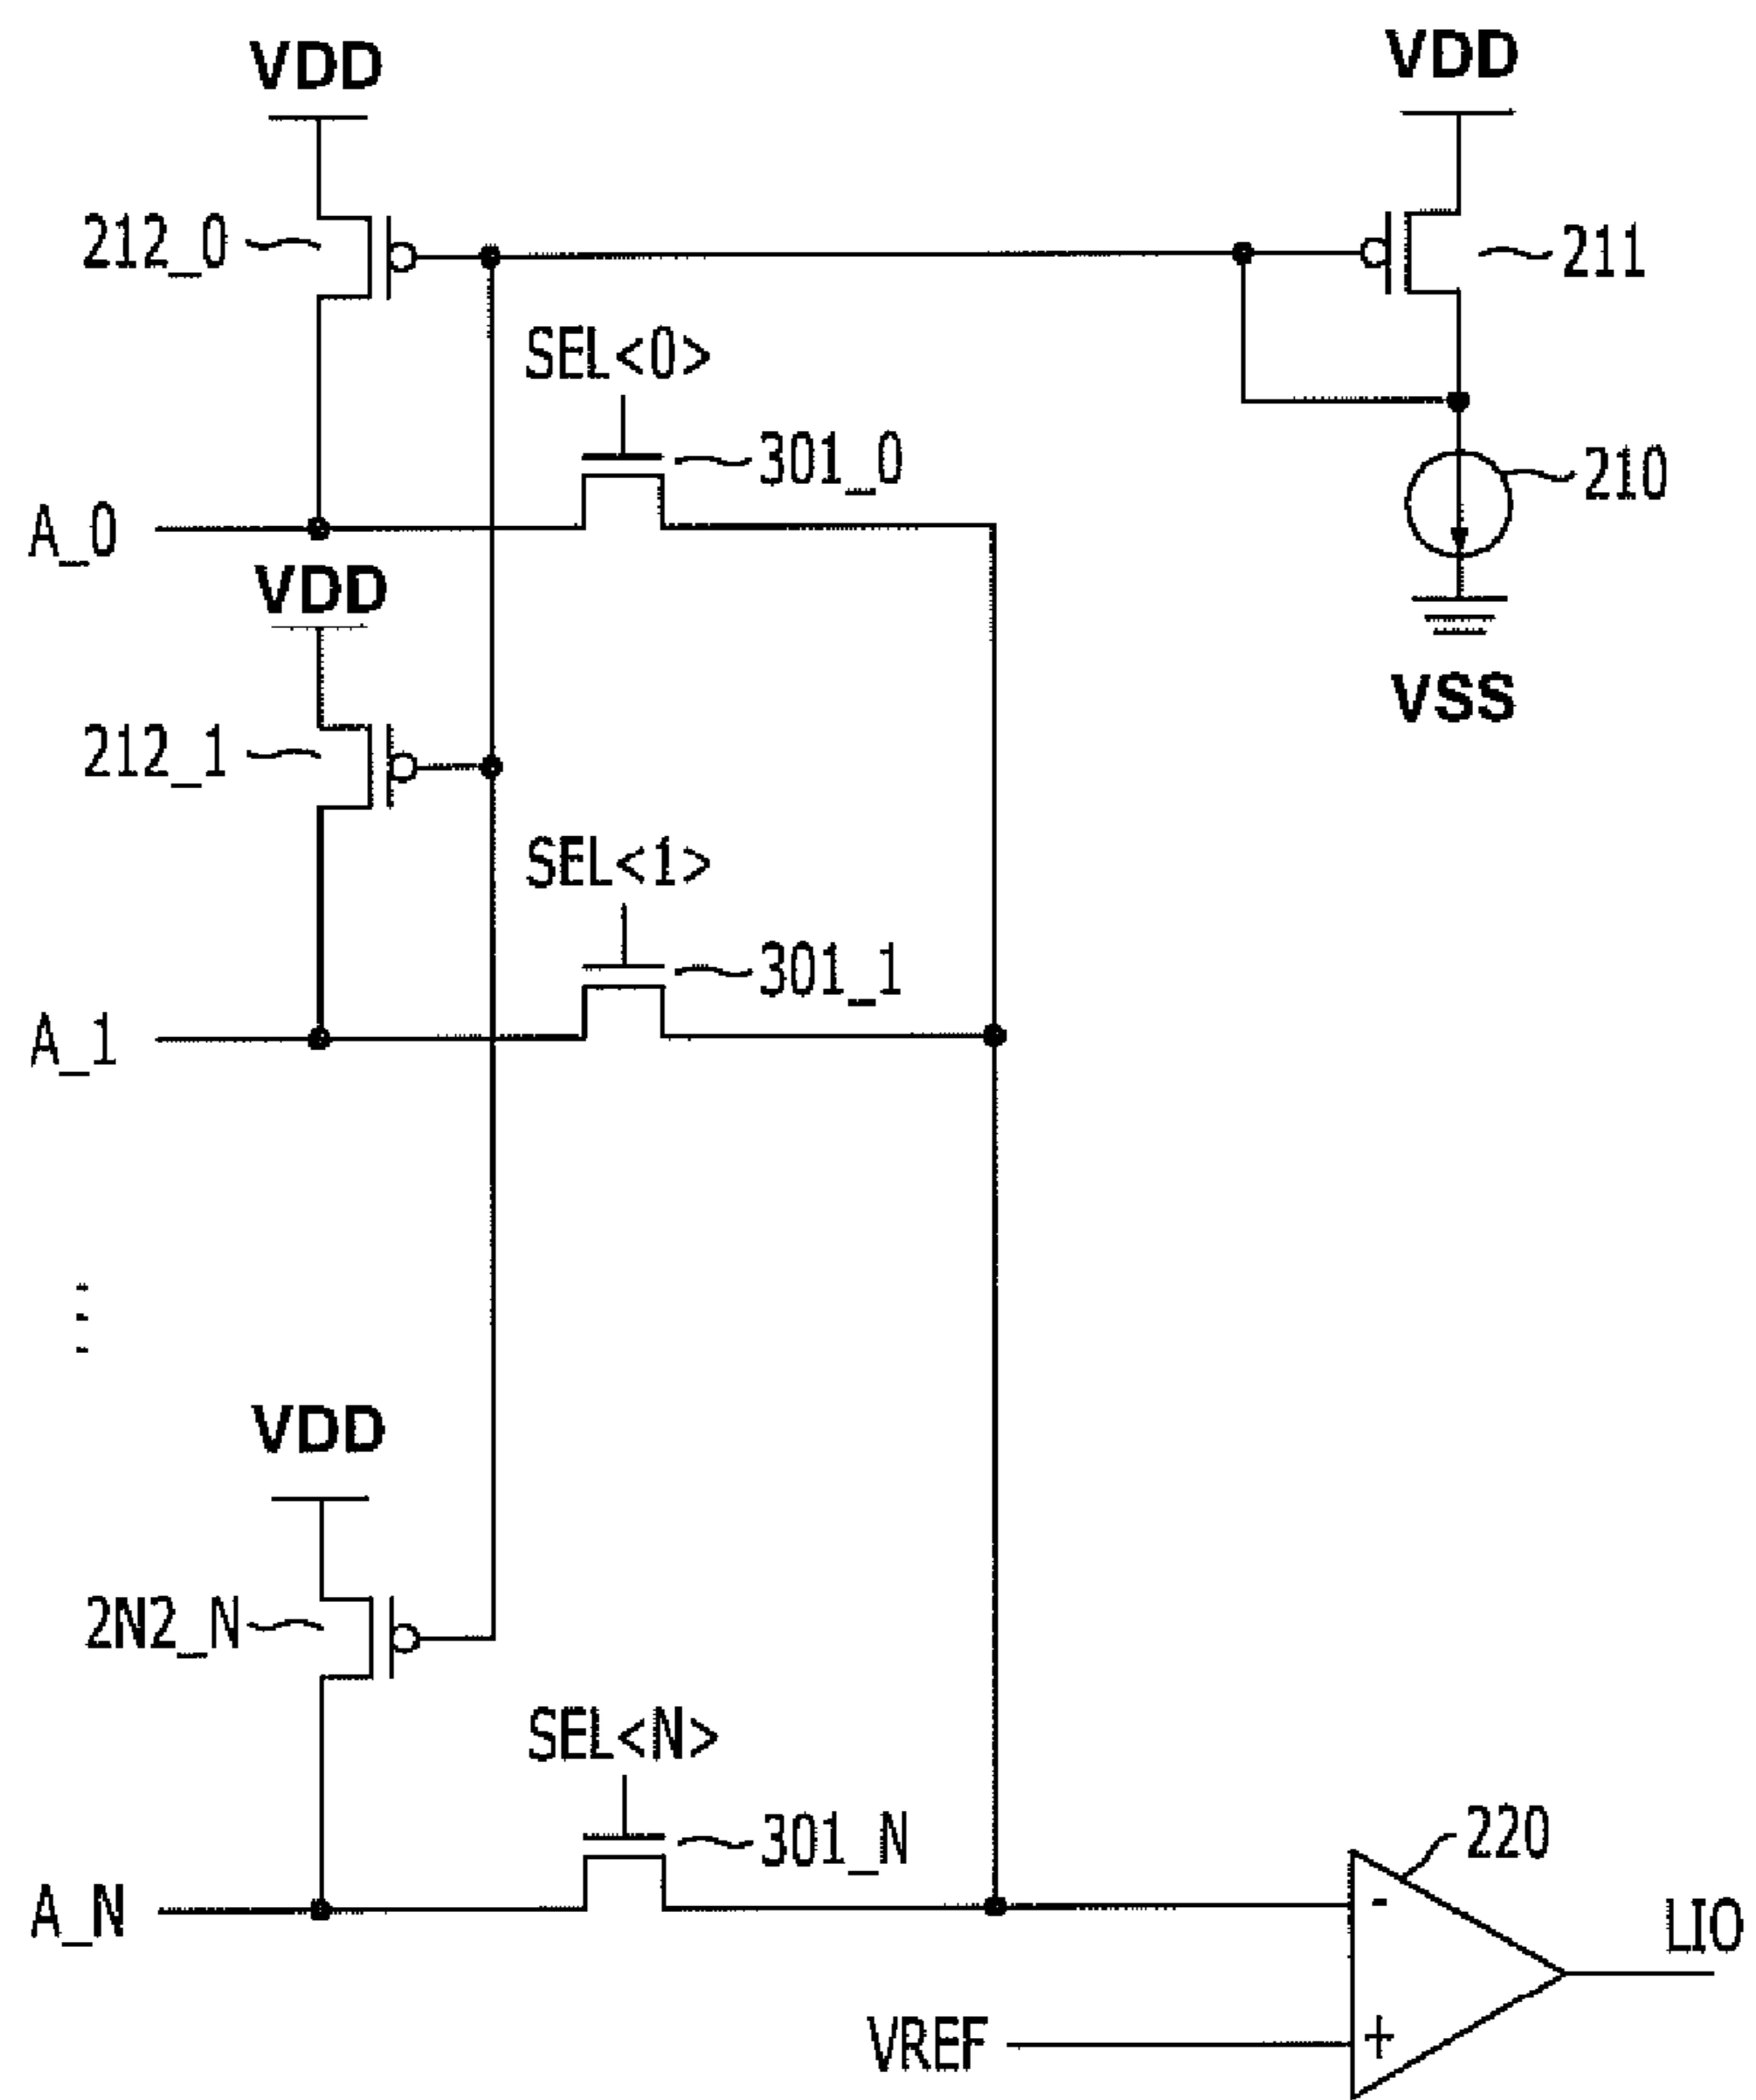 VDD
VDD
212_0
211
SEL<0>
301_0
210
A_0
VDD
VSS
212_1
SEL<1>
301_1
A_1
VDD
2N2_N
SEL<N>
301_N
220
A_N
-
LIO
VREF
+